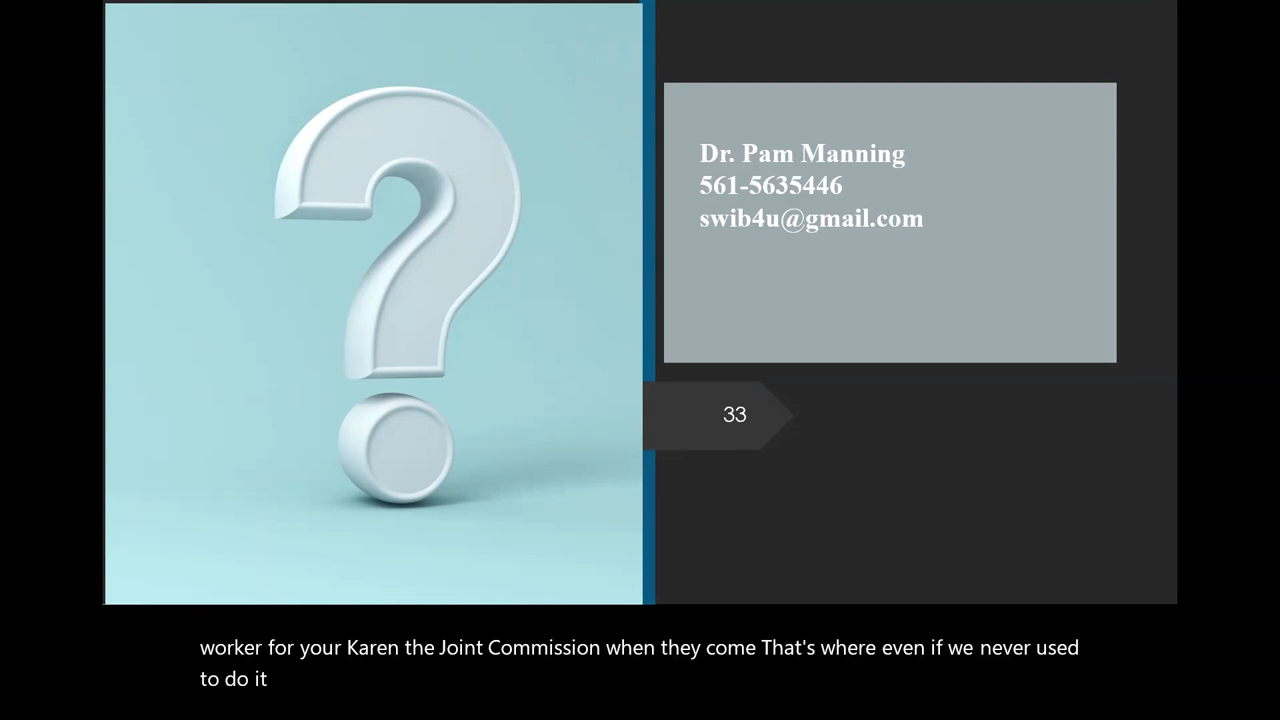 Dr. Pam Manning
561-5635446
swib4u@gmail.com
33
worker for your Karen the Joint Commission when they come That's where even if we never used
to do it